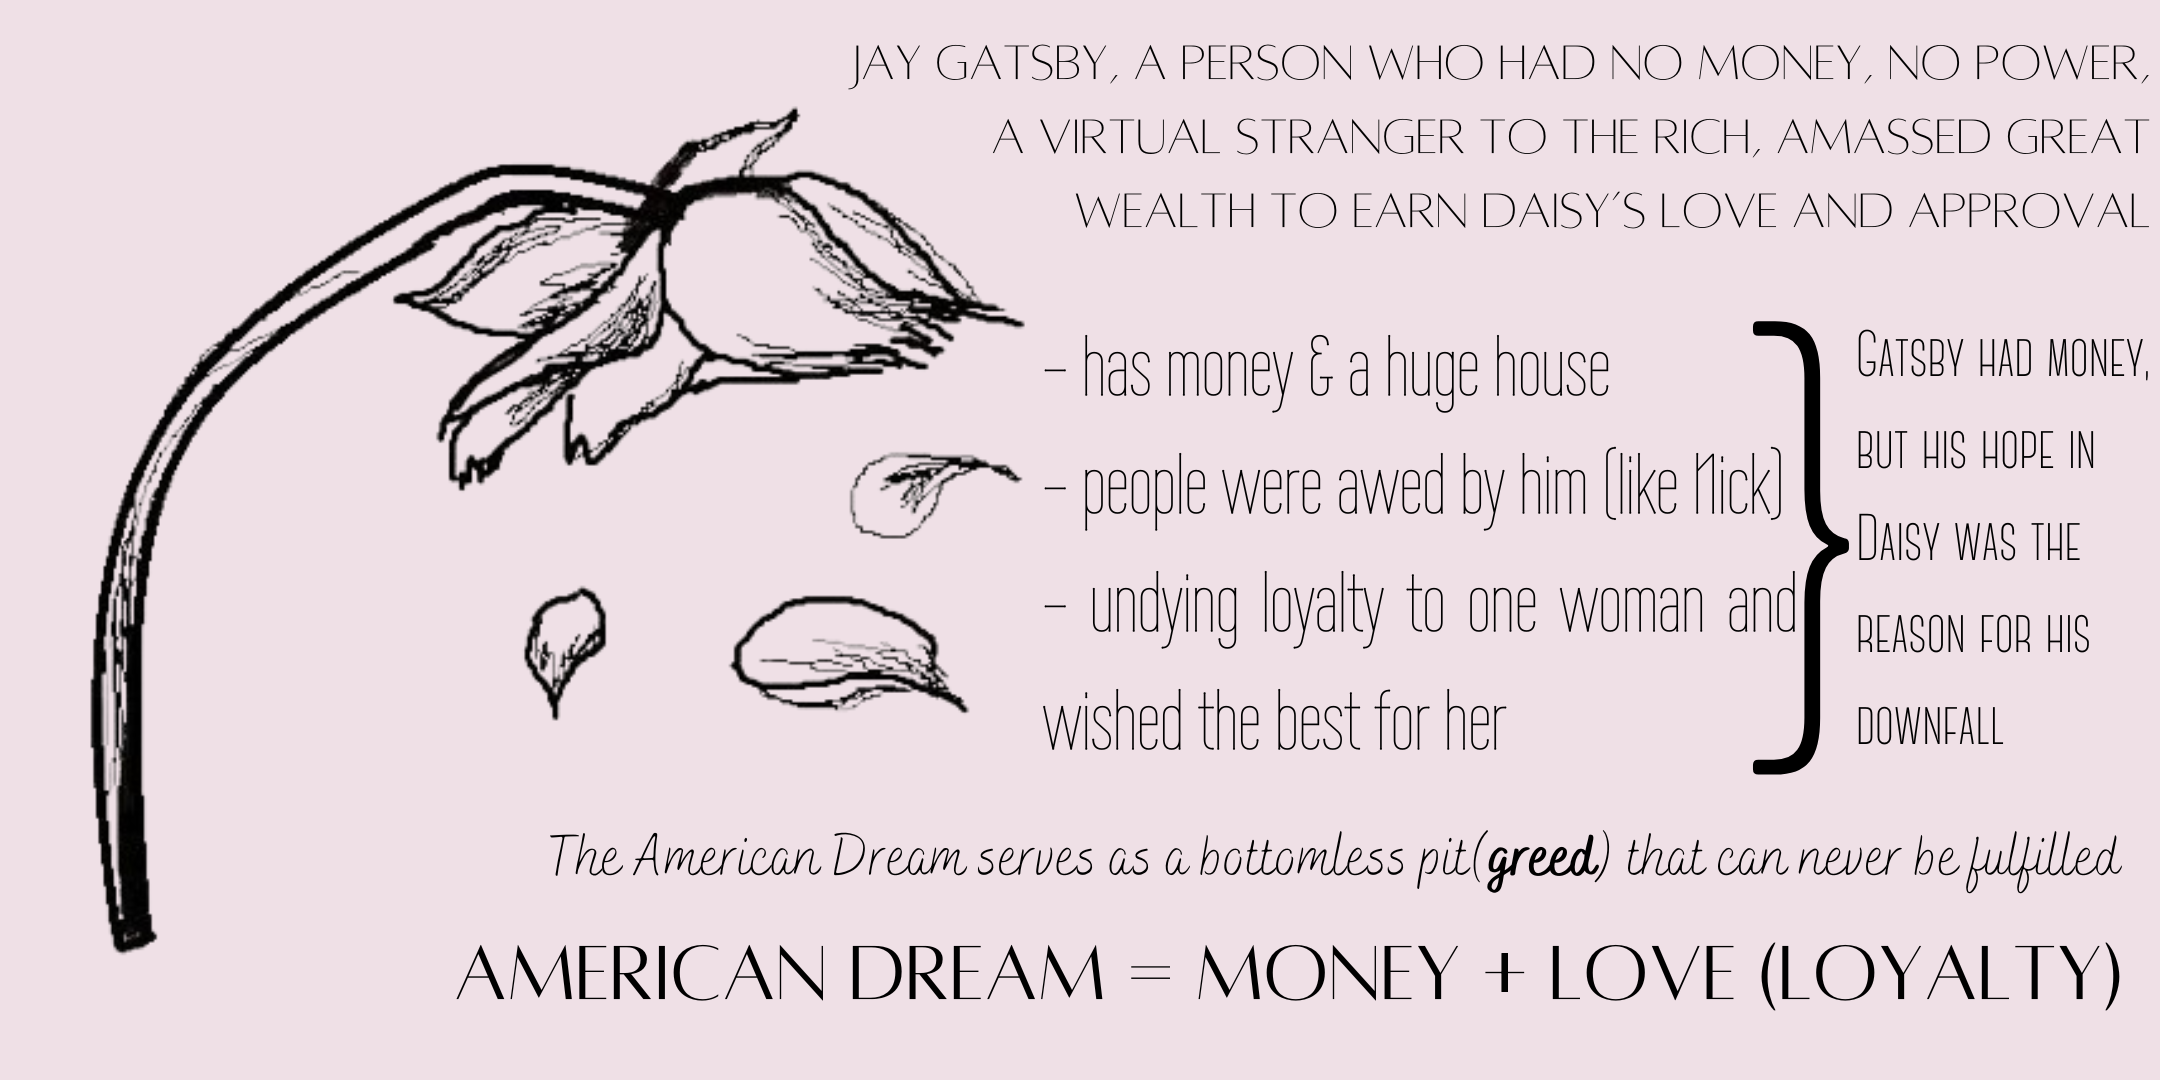 JAY GATSBY, A PERSON WHO HAD NO MONEY, NO POWER,
A VIRTUAL STRANGER TO THE RICH, AMASSED GREAT
WEALTH TO EARN DAISY'S LOVE AND APPROVAL
– has money & a huge house
– people were awed by him (like Nick)
– undying loyalty to one woman and
wished the best for her
GATSBY HAD MONEY,
BUT HIS HOPE IN
DAISY WAS THE
REASON FOR HIS
DOWNFALL
The American Dream serves as a bottomless pit(greed) that can never be fulfilled
AMERICAN DREAM = MONEY + LOVE (LOYALTY)